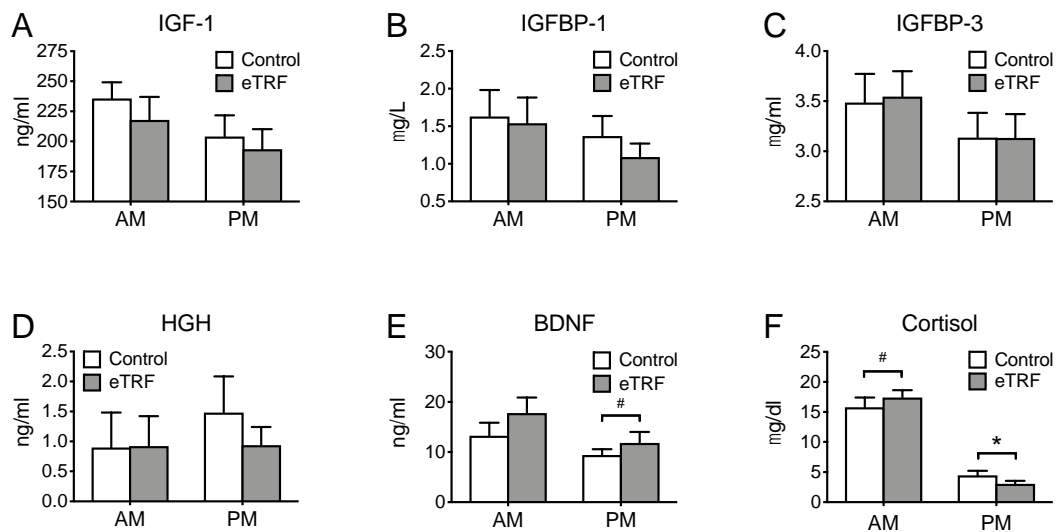 A
IGF-1
ng/ml
275
250
225
200
175
150
Control
eTRF
AM
PM
B
IGFBP-1
mg/L
2.5
2.0
1.5
1.0
0.5
Control
eTRF
AM
PM
C
IGFBP-3
mg/ml
4.0
3.5
3.0
2.5
Control
eTRF
AM
PM
D
HGH
ng/ml
2.5
2.0
1.5
1.0
0.5
0.0
Control
eTRF
AM
PM
E
BDNF
ng/ml
30
20
10
0
Control
eTRF
#
AM
PM
F
Cortisol
mg/dl
25
20
15
10
5
0
Control
eTRF
#
*
AM
PM